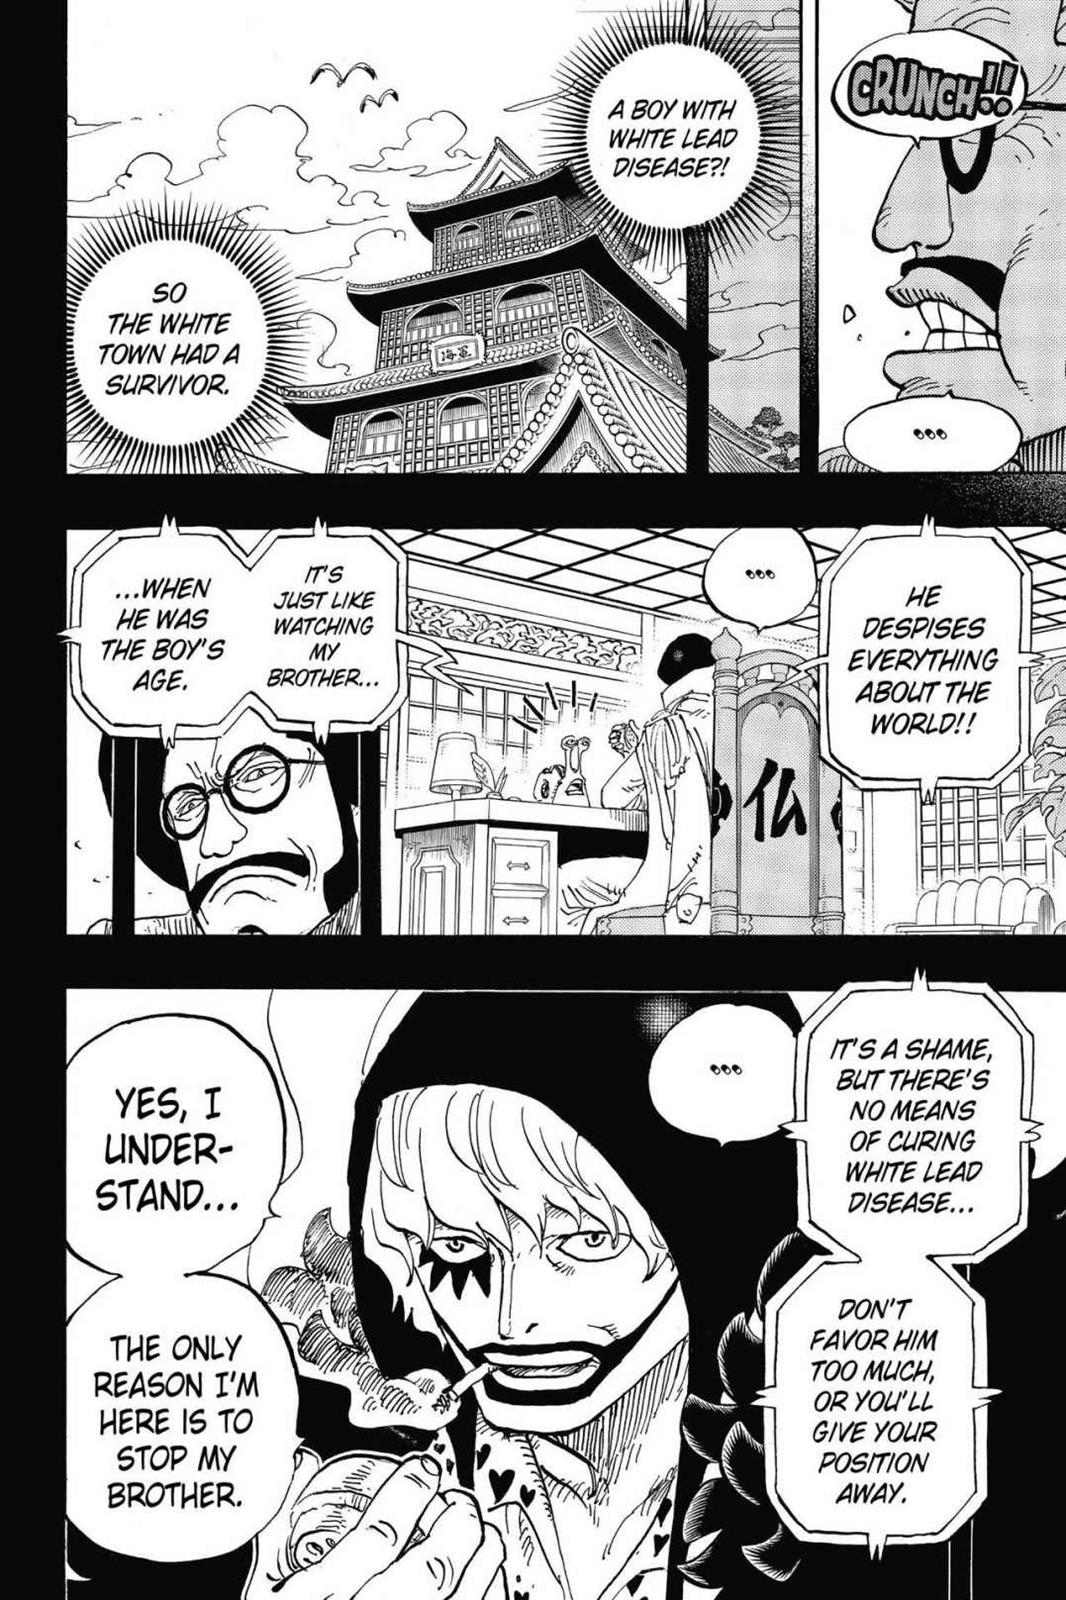 CRUNCH!!
...
A BOY WITH
WHITE LEAD
DISEASE?!
SO
THE WHITE
TOWN HAD A
SURVIVOR.
海軍
HE
DESPISES
EVERYTHING
ABOUT THE
WORLD!!
...
仏
IT'S
JUST LIKE
WATCHING
MY
BROTHER...
...WHEN
HE WAS
THE BOY'S
AGE.
IT'S A SHAME,
BUT THERE'S
NO MEANS
OF CURING
WHITE LEAD
DISEASE...
DON'T
FAVOR HIM
TOO MUCH,
OR YOU'LL
GIVE YOUR
POSITION
AWAY.
...
YES, I
UNDER-
STAND...
THE ONLY
REASON I'M
HERE IS TO
STOP MY
BROTHER.